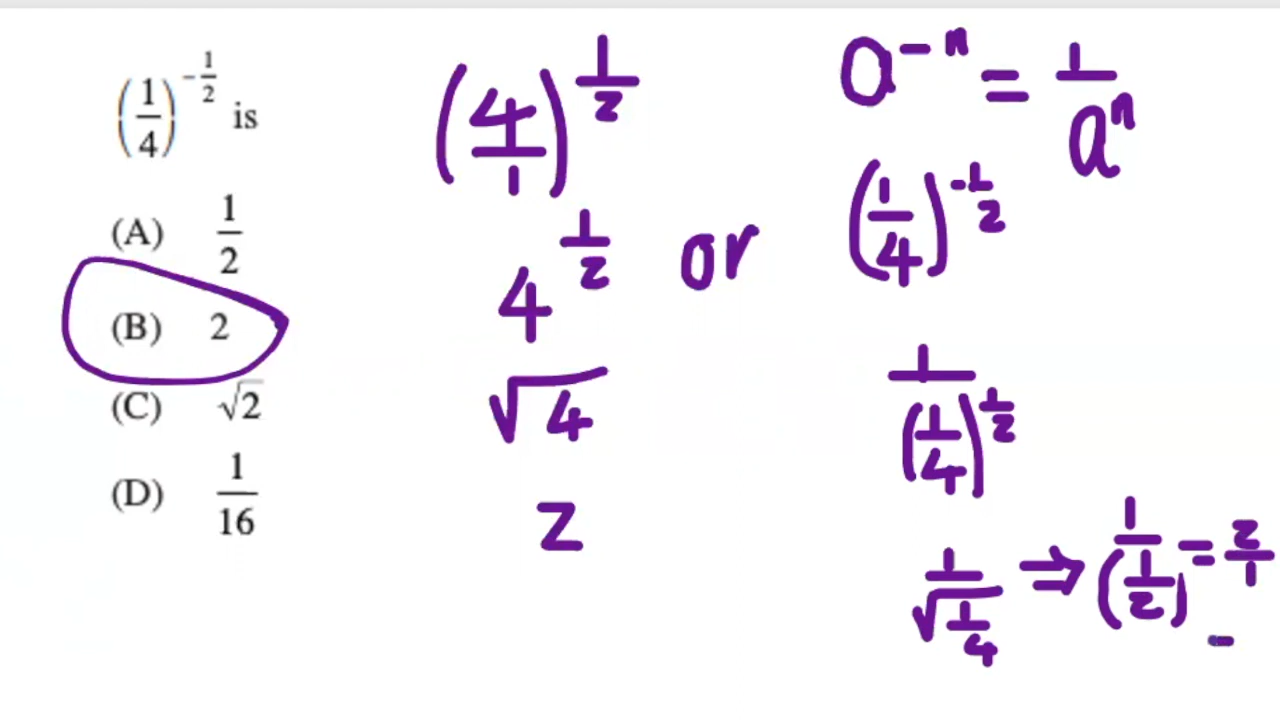 (1/4)^(-1/2) is
(A) 1/2
(B) 2
(C) √2
(D) 1/16
(4/1)^(1/2)
4^(1/2)
√4
2
or
a^(-n) = 1/a^n
(1/4)^(-1/2)
1/(1/4)^(1/2)
1/√(1/4) ⇒ 1/(1/2) = 2/1
=